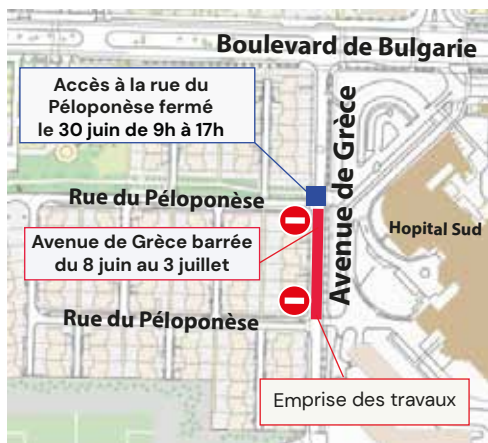 Boulevard de Bulgarie
Accès à la rue du
Péloponèse fermé
le 30 juin de 9h à 17h
Avenue de Grèce
Rue du Péloponèse
Hopital Sud
Avenue de Grèce barrée
du 8 juin au 3 juillet
Rue du Péloponèse
Emprise des travaux